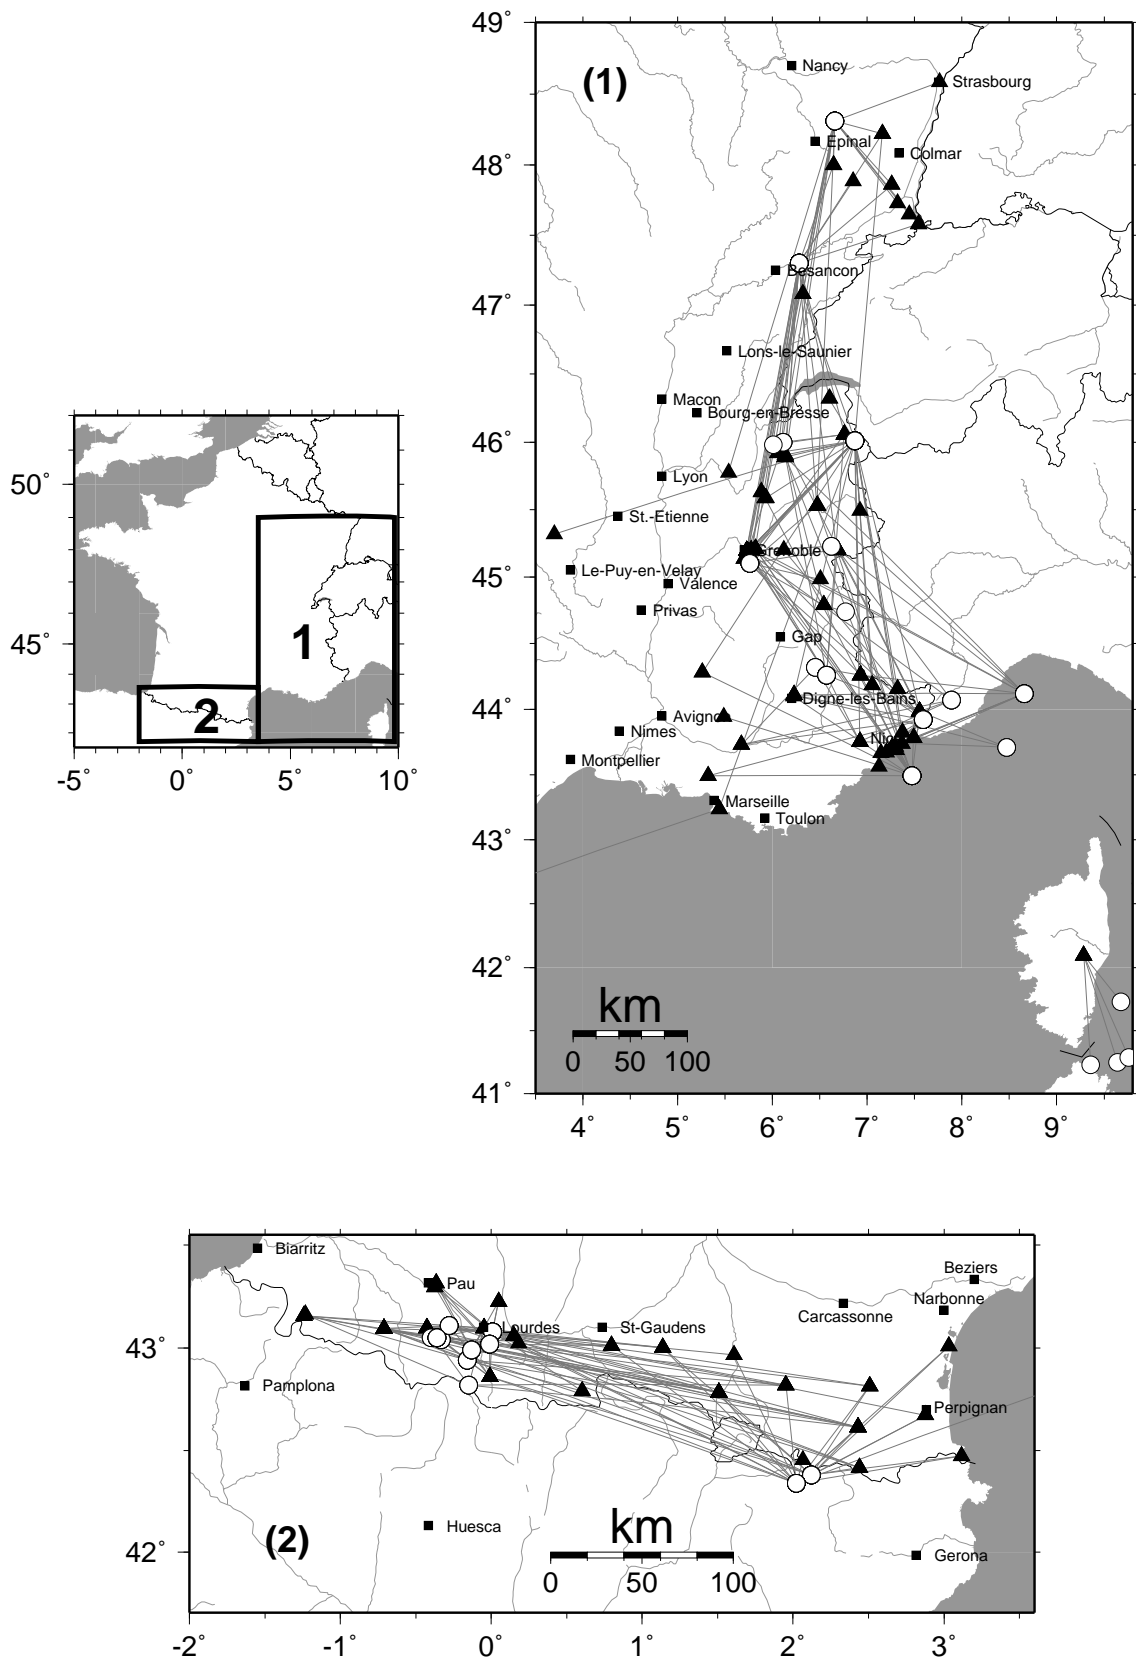 49°
48°
47°
46°
45°
44°
43°
42°
41°
4°
5°
6°
7°
8°
9°
(1)
Nancy
Strasbourg
Epinal
Colmar
Besancon
Lons-le-Saunier
Macon
Bourg-en-Bresse
Lyon
St.-Etienne
Grenoble
Le-Puy-en-Velay
Valence
Privas
Gap
Digne-les-Bains
Avignon
Nimes
Montpellier
Marseille
Toulon
km
0 50 100
50°
45°
-5°
0°
5°
10°
1
2
Biarritz
Pau
Beziers
Narbonne
Carcassonne
Lourdes
St-Gaudens
Pamplona
Perpignan
Huesca
Gerona
(2)
km
0 50 100
43°
42°
-2°
-1°
0°
1°
2°
3°